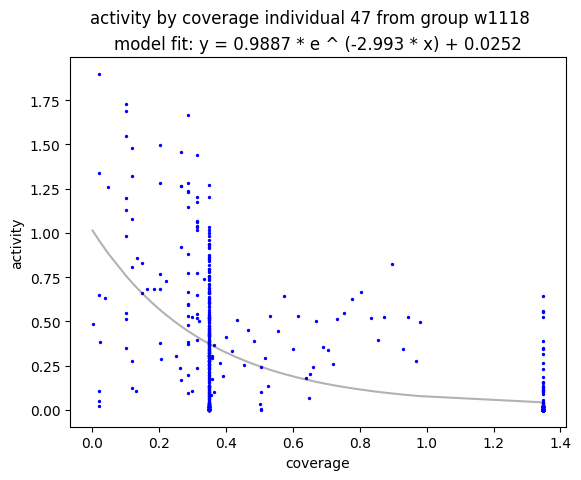 activity by coverage individual 47 from group w1118
model fit: y = 0.9887 * e ^ (-2.993 * x) + 0.0252
activity
1.75
1.50
1.25
1.00
0.75
0.50
0.25
0.00
0.0 0.2 0.4 0.6 0.8 1.0 1.2 1.4
coverage